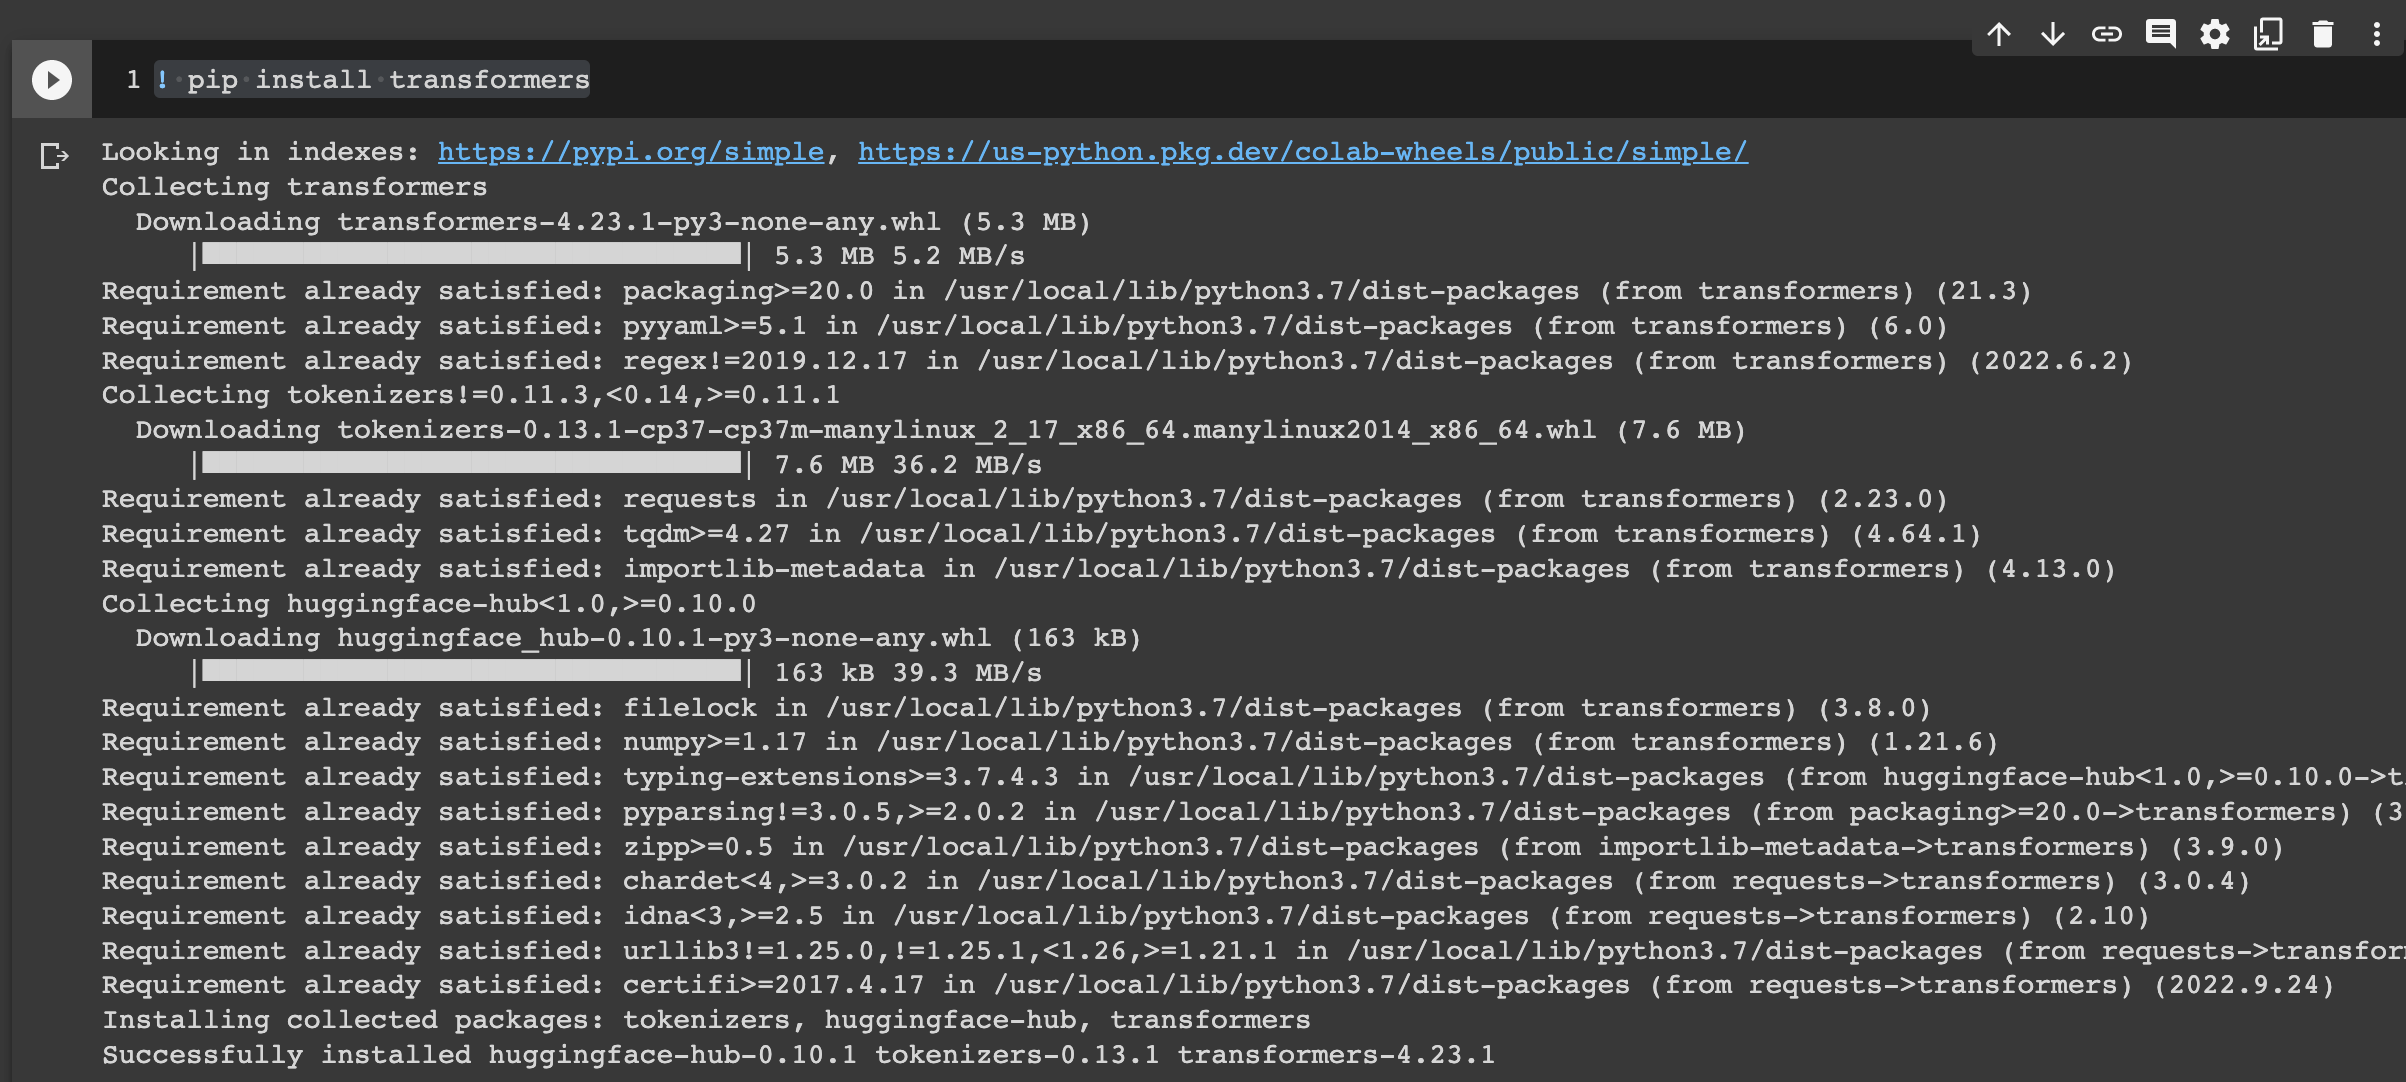 1 ! pip install transformers
Looking in indexes: https://pypi.org/simple, https://us-python.pkg.dev/colab-wheels/public/simple/
Collecting transformers
  Downloading transformers-4.23.1-py3-none-any.whl (5.3 MB)
     |████████████████████████████████| 5.3 MB 5.2 MB/s
Requirement already satisfied: packaging>=20.0 in /usr/local/lib/python3.7/dist-packages (from transformers) (21.3)
Requirement already satisfied: pyyaml>=5.1 in /usr/local/lib/python3.7/dist-packages (from transformers) (6.0)
Requirement already satisfied: regex!=2019.12.17 in /usr/local/lib/python3.7/dist-packages (from transformers) (2022.6.2)
Collecting tokenizers!=0.11.3,<0.14,>=0.11.1
  Downloading tokenizers-0.13.1-cp37-cp37m-manylinux_2_17_x86_64.manylinux2014_x86_64.whl (7.6 MB)
     |████████████████████████████████| 7.6 MB 36.2 MB/s
Requirement already satisfied: requests in /usr/local/lib/python3.7/dist-packages (from transformers) (2.23.0)
Requirement already satisfied: tqdm>=4.27 in /usr/local/lib/python3.7/dist-packages (from transformers) (4.64.1)
Requirement already satisfied: importlib-metadata in /usr/local/lib/python3.7/dist-packages (from transformers) (4.13.0)
Collecting huggingface-hub<1.0,>=0.10.0
  Downloading huggingface_hub-0.10.1-py3-none-any.whl (163 kB)
     |████████████████████████████████| 163 kB 39.3 MB/s
Requirement already satisfied: filelock in /usr/local/lib/python3.7/dist-packages (from transformers) (3.8.0)
Requirement already satisfied: numpy>=1.17 in /usr/local/lib/python3.7/dist-packages (from transformers) (1.21.6)
Requirement already satisfied: typing-extensions>=3.7.4.3 in /usr/local/lib/python3.7/dist-packages (from huggingface-hub<1.0,>=0.10.0->t
Requirement already satisfied: pyparsing!=3.0.5,>=2.0.2 in /usr/local/lib/python3.7/dist-packages (from packaging>=20.0->transformers) (3
Requirement already satisfied: zipp>=0.5 in /usr/local/lib/python3.7/dist-packages (from importlib-metadata->transformers) (3.9.0)
Requirement already satisfied: chardet<4,>=3.0.2 in /usr/local/lib/python3.7/dist-packages (from requests->transformers) (3.0.4)
Requirement already satisfied: idna<3,>=2.5 in /usr/local/lib/python3.7/dist-packages (from requests->transformers) (2.10)
Requirement already satisfied: urllib3!=1.25.0,!=1.25.1,<1.26,>=1.21.1 in /usr/local/lib/python3.7/dist-packages (from requests->transfor
Requirement already satisfied: certifi>=2017.4.17 in /usr/local/lib/python3.7/dist-packages (from requests->transformers) (2022.9.24)
Installing collected packages: tokenizers, huggingface-hub, transformers
Successfully installed huggingface-hub-0.10.1 tokenizers-0.13.1 transformers-4.23.1